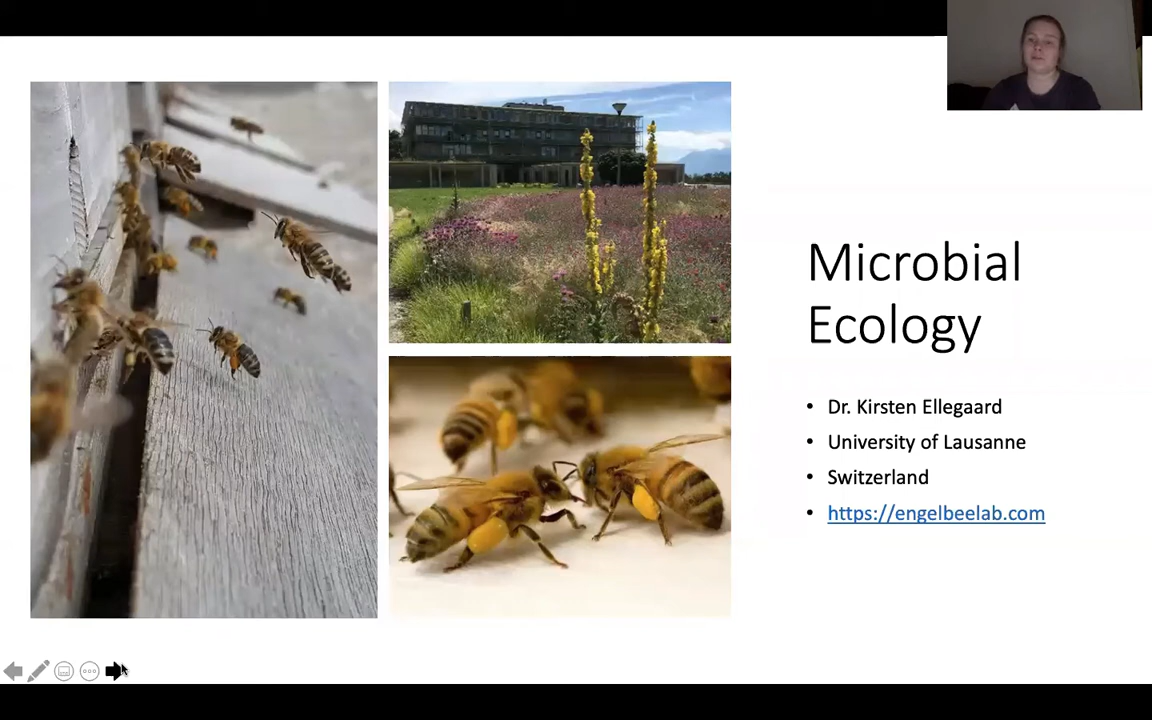 Microbial
Ecology
• Dr. Kirsten Ellegaard
• University of Lausanne
• Switzerland
• https://engelbeelab.com